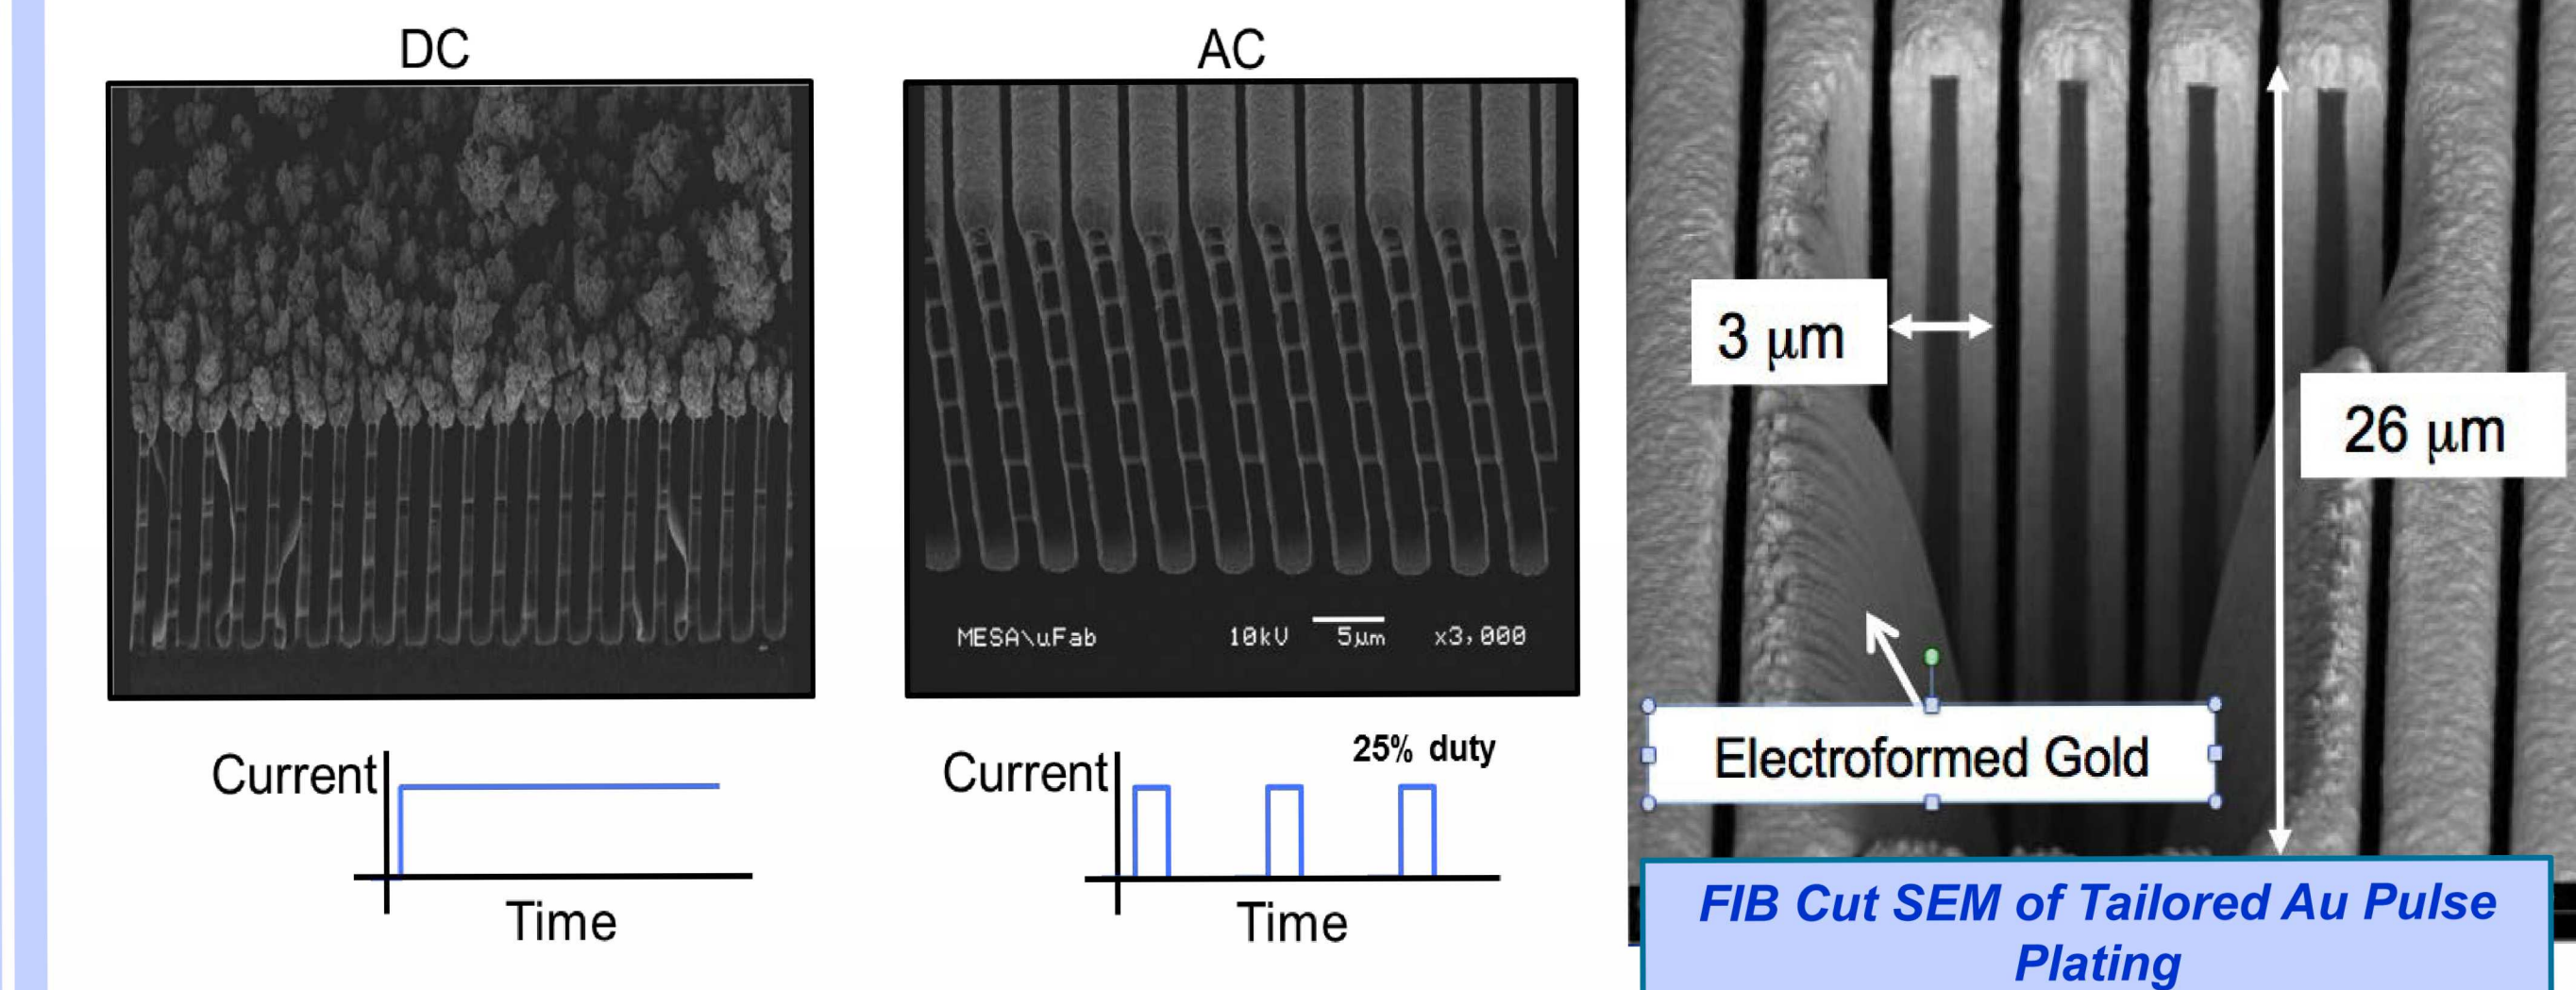 DC
AC
MESA\uFab 10kV 5μm x3,000
Current
Time
Current
25% duty
Time
3 μm
26 μm
Electroformed Gold
FIB Cut SEM of Tailored Au Pulse
Plating